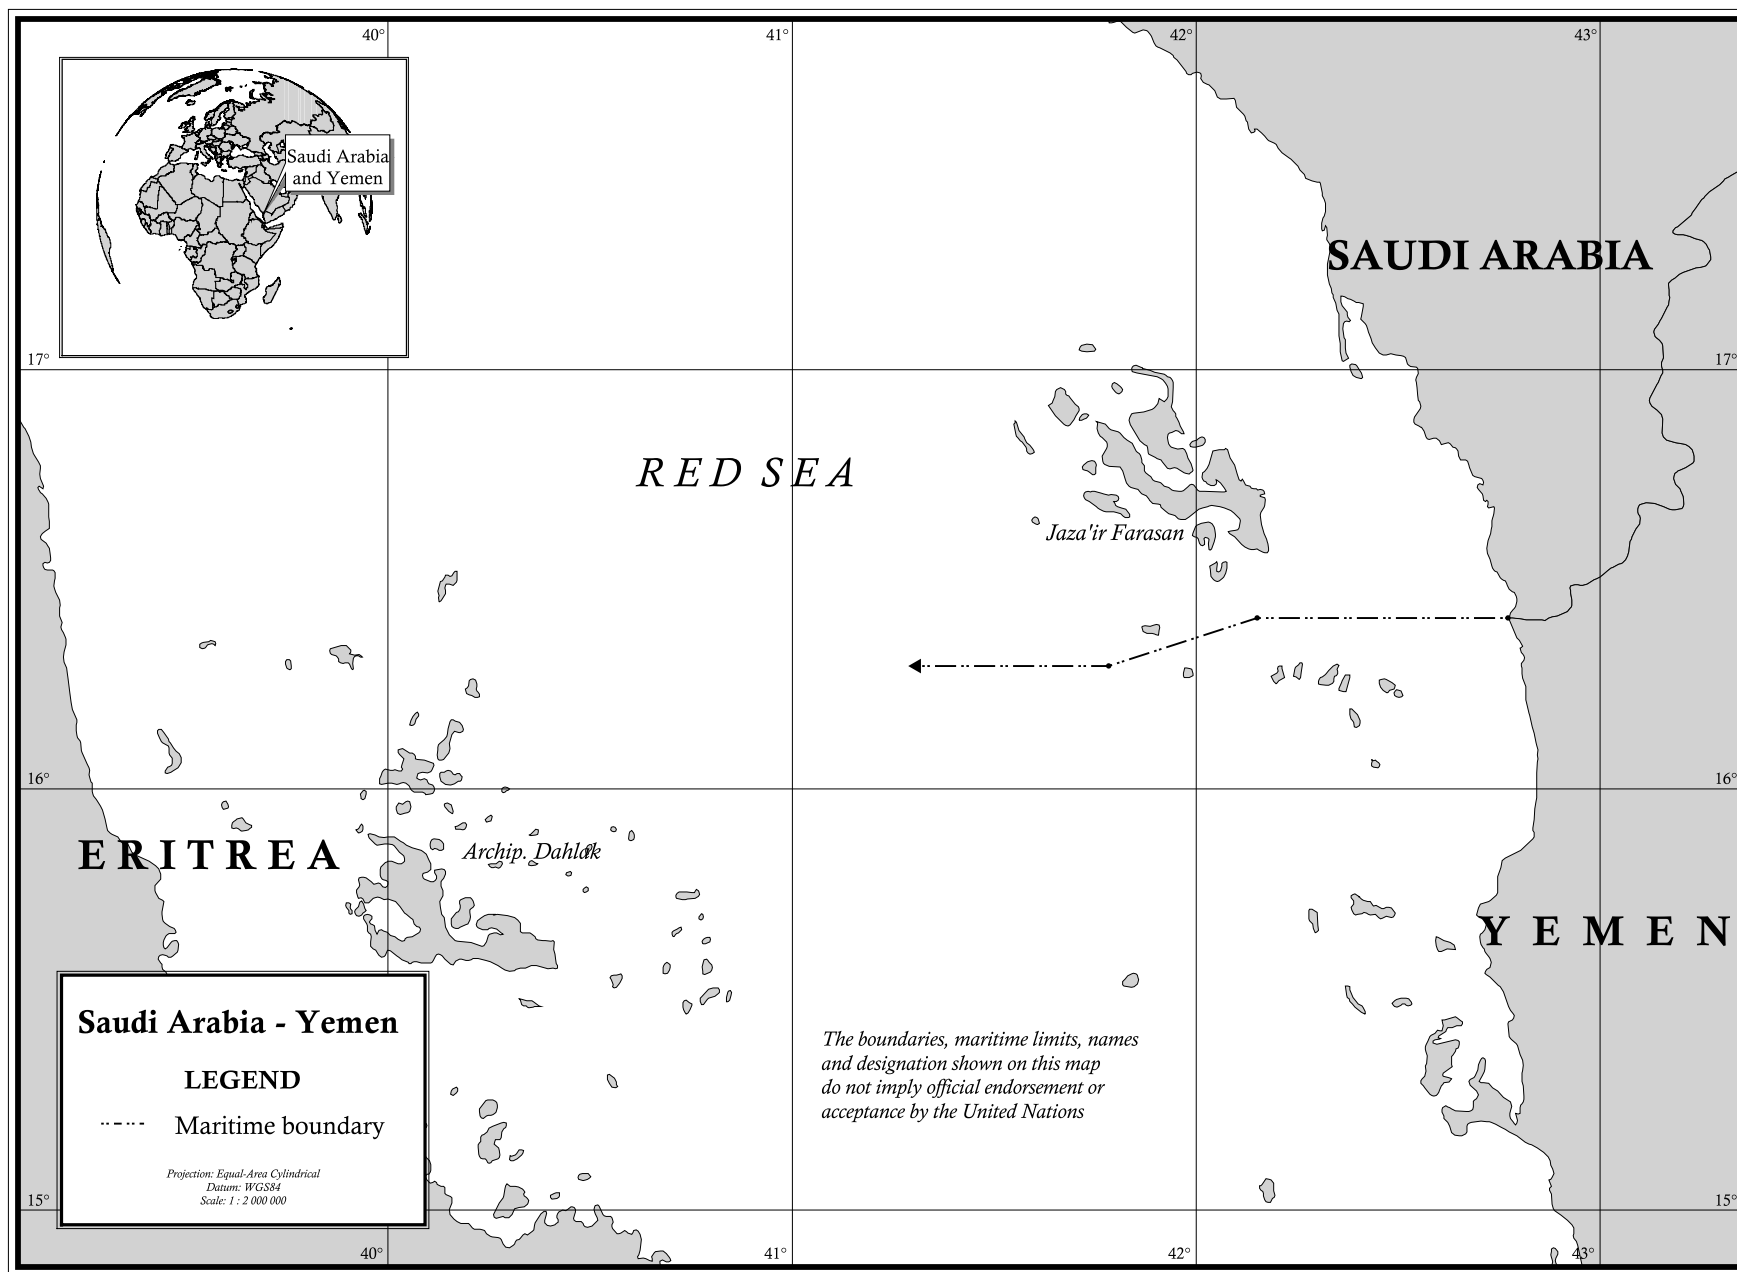 40°
41°
42°
43°
Saudi Arabia
and Yemen
SAUDI ARABIA
17°
17°
RED SEA
Jaza'ir Farasan
16°
16°
ERITREA
Archip. Dahlak
YEMEN
Saudi Arabia - Yemen
LEGEND
Maritime boundary
Projection: Equal-Area Cylindrical
Datum: WGS84
Scale: 1 : 2 000 000
The boundaries, maritime limits, names
and designation shown on this map
do not imply official endorsement or
acceptance by the United Nations
15°
15°
40°
41°
42°
43°